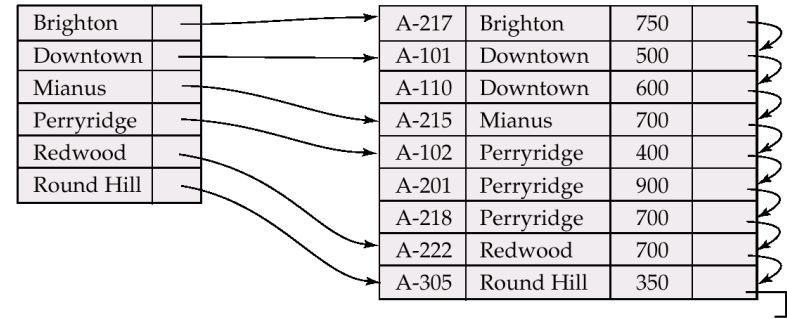 Brighton
Downtown
Mianus
Perryridge
Redwood
Round Hill
A-217 Brighton 750
A-101 Downtown 500
A-110 Downtown 600
A-215 Mianus 700
A-102 Perryridge 400
A-201 Perryridge 900
A-218 Perryridge 700
A-222 Redwood 700
A-305 Round Hill 350